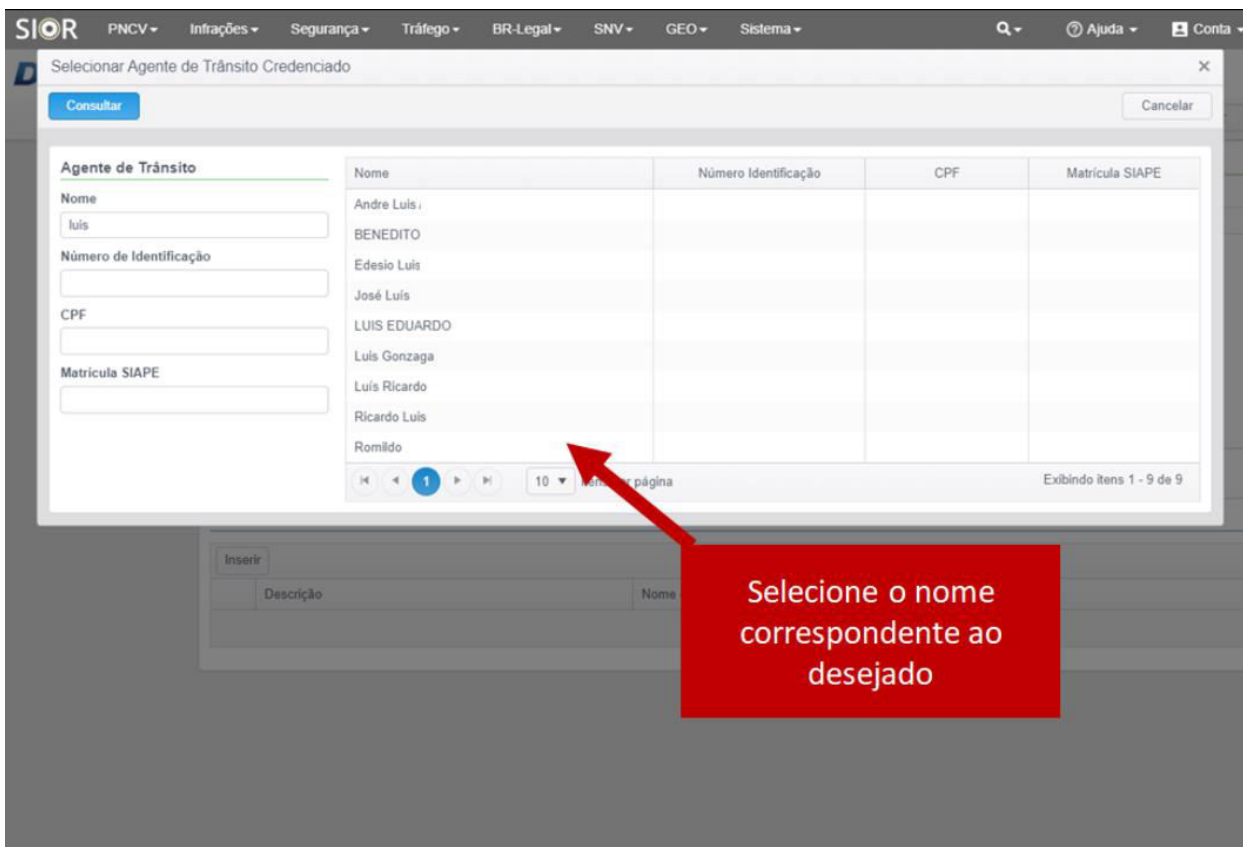 SIOR PNCV Infrações Segurança Tráfego BR-Legal SNV GEO Sistema Ajuda Conta
D
Selecionar Agente de Trânsito Credenciado
Consultar Cancelar
Agente de Trânsito
Nome
luis
Número de Identificação
CPF
Matrícula SIAPE
Nome Número Identificação CPF Matrícula SIAPE
Andre Luis
BENEDITO
Edesio Luis
José Luís
LUIS EDUARDO
Luis Gonzaga
Luís Ricardo
Ricardo Luis
Romildo
1 10 página Exibindo itens 1 - 9 de 9
Inserir
Descrição Nome
Selecione o nome
correspondente ao
desejado